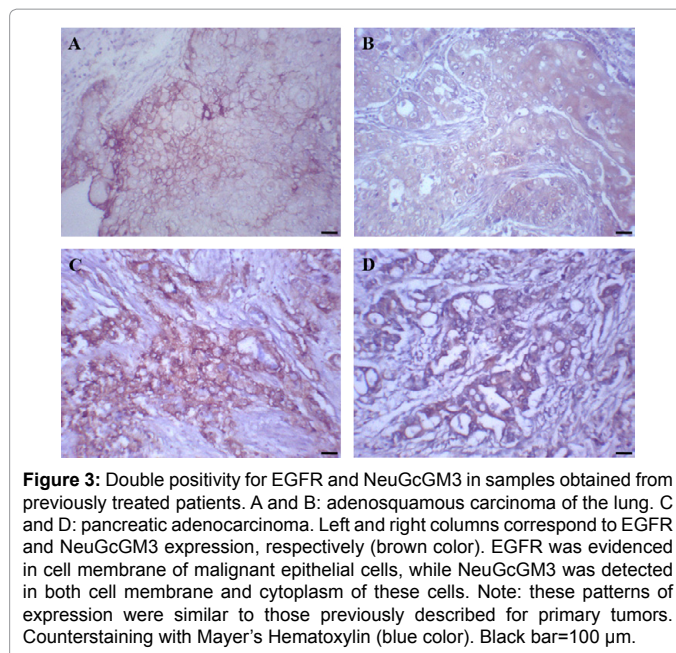 A
B
C
D
Figure 3: Double positivity for EGFR and NeuGcGM3 in samples obtained from
previously treated patients. A and B: adenosquamous carcinoma of the lung. C
and D: pancreatic adenocarcinoma. Left and right columns correspond to EGFR
and NeuGcGM3 expression, respectively (brown color). EGFR was evidenced
in cell membrane of malignant epithelial cells, while NeuGcGM3 was detected
in both cell membrane and cytoplasm of these cells. Note: these patterns of
expression were similar to those previously described for primary tumors.
Counterstaining with Mayer's Hematoxylin (blue color). Black bar=100 µm.